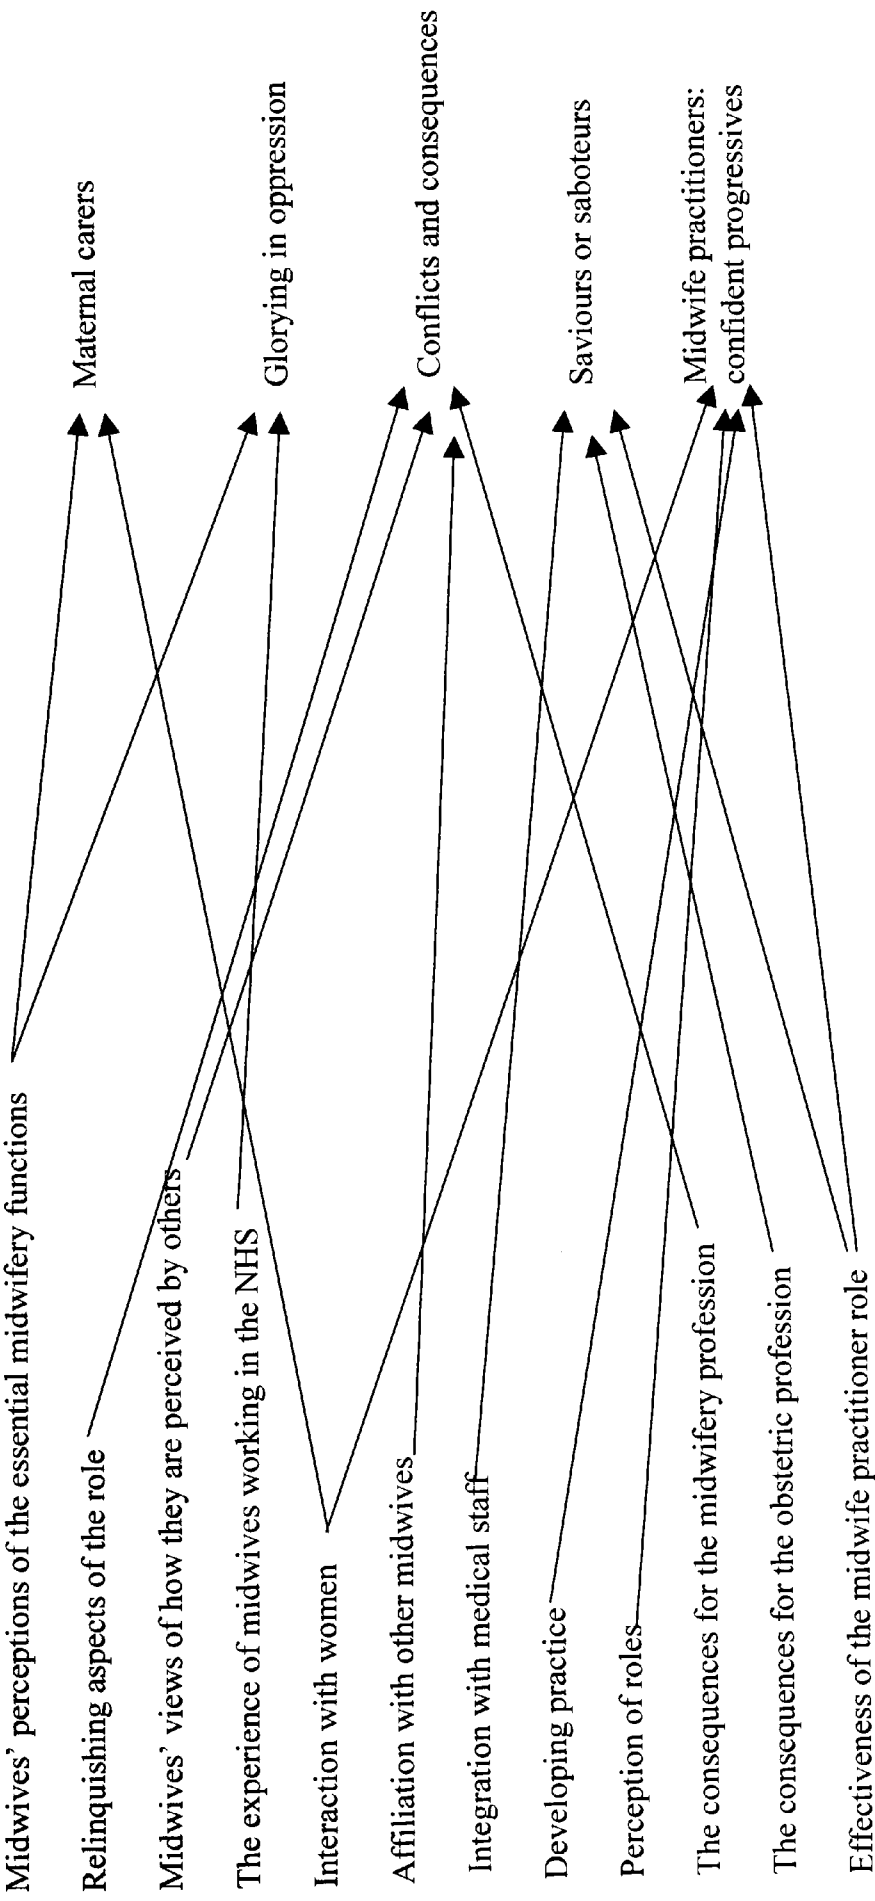 Midwives’ perceptions of the essential midwifery functions
Relinquishing aspects of the role
Midwives’ views of how they are perceived by others
The experience of midwives working in the NHS
Interaction with women
Affiliation with other midwives
Integration with medical staff
Developing practice
Perception of roles
The consequences for the midwifery profession
The consequences for the obstetric profession
Effectiveness of the midwife practitioner role
Maternal carers
Glorying in oppression
Conflicts and consequences
Saviours or saboteurs
Midwife practitioners:
confident progressives